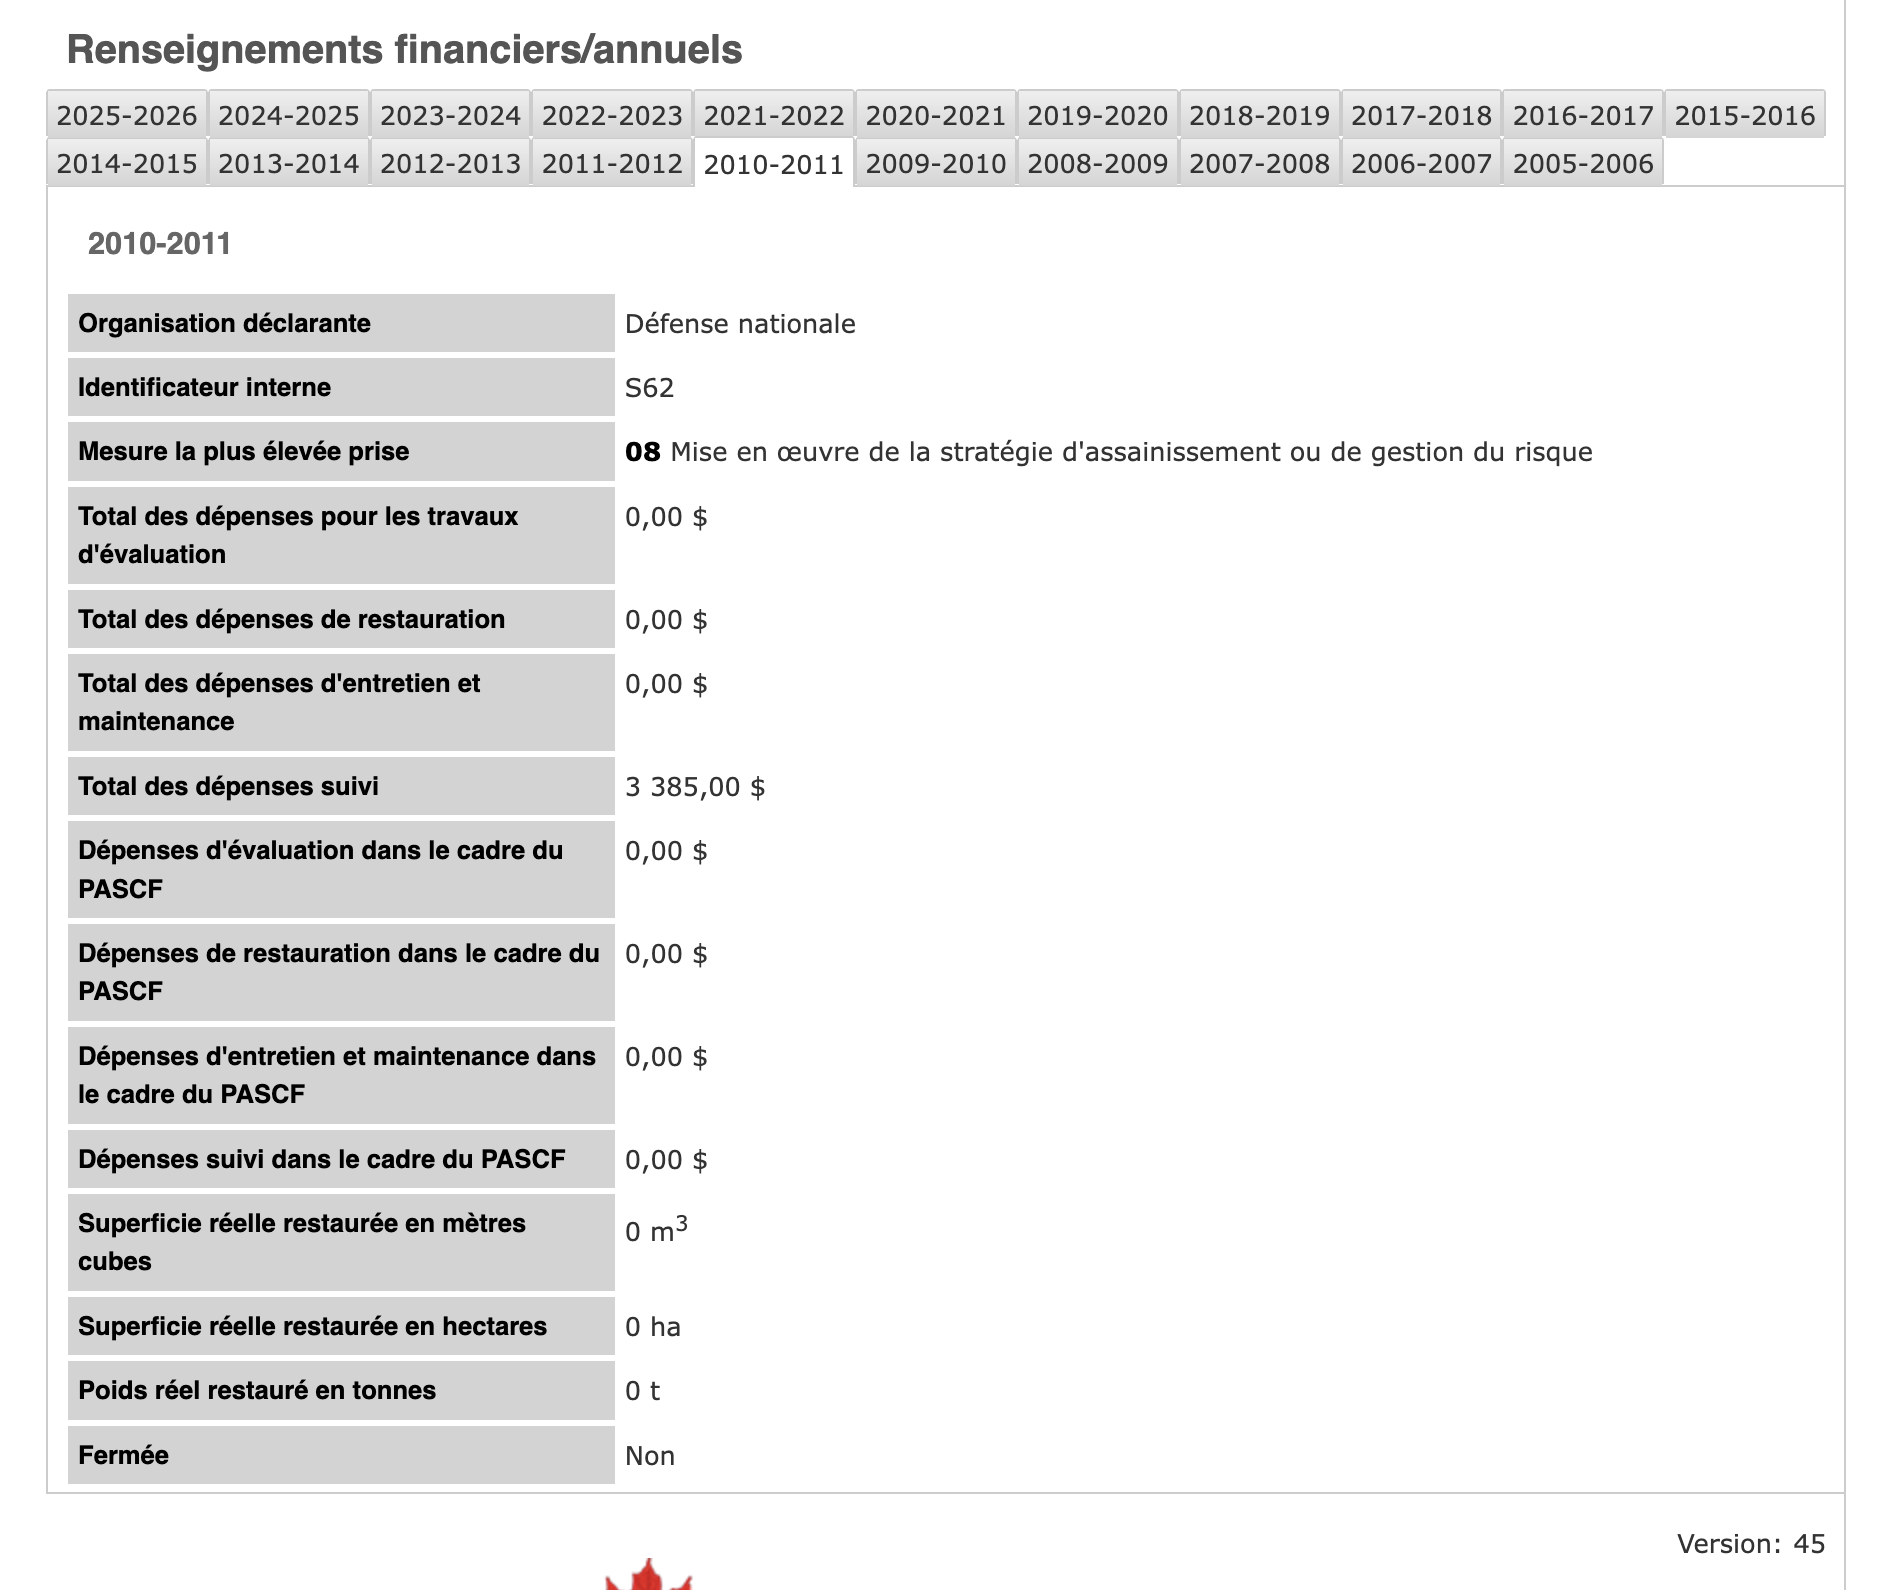 Renseignements financiers/annuels
2025-2026 2024-2025 2023-2024 2022-2023 2021-2022 2020-2021 2019-2020 2018-2019 2017-2018 2016-2017 2015-2016
2014-2015 2013-2014 2012-2013 2011-2012 2010-2011 2009-2010 2008-2009 2007-2008 2006-2007 2005-2006
2010-2011
Organisation déclarante Défense nationale
Identificateur interne S62
Mesure la plus élevée prise 08 Mise en œuvre de la stratégie d'assainissement ou de gestion du risque
Total des dépenses pour les travaux 0,00 $
d'évaluation
Total des dépenses de restauration 0,00 $
Total des dépenses d'entretien et 0,00 $
maintenance
Total des dépenses suivi 3 385,00 $
Dépenses d'évaluation dans le cadre du 0,00 $
PASCF
Dépenses de restauration dans le cadre du 0,00 $
PASCF
Dépenses d'entretien et maintenance dans 0,00 $
le cadre du PASCF
Dépenses suivi dans le cadre du PASCF 0,00 $
Superficie réelle restaurée en mètres 0 m³
cubes
Superficie réelle restaurée en hectares 0 ha
Poids réel restauré en tonnes 0 t
Fermée Non
Version: 45